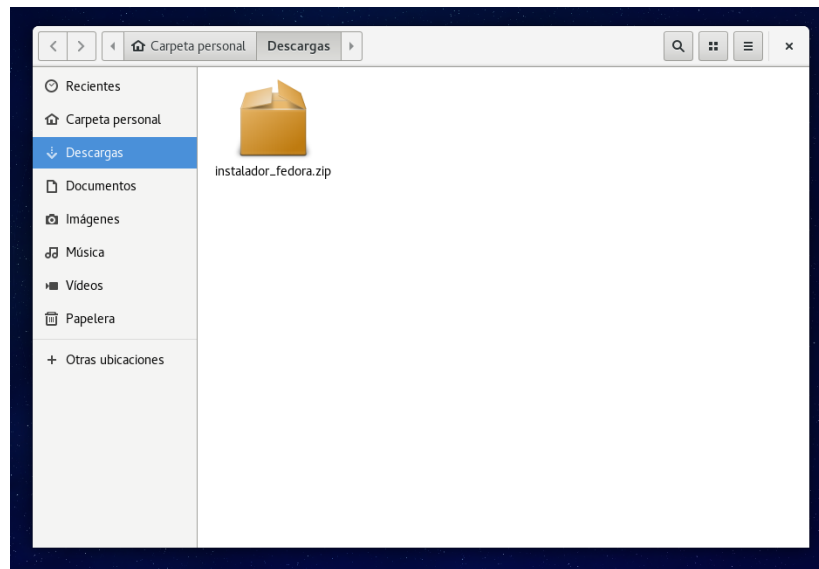 Carpeta personal Descargas
Recientes
Carpeta personal
Descargas
Documentos
Imágenes
Música
Vídeos
Papelera
Otras ubicaciones
instalador_fedora.zip